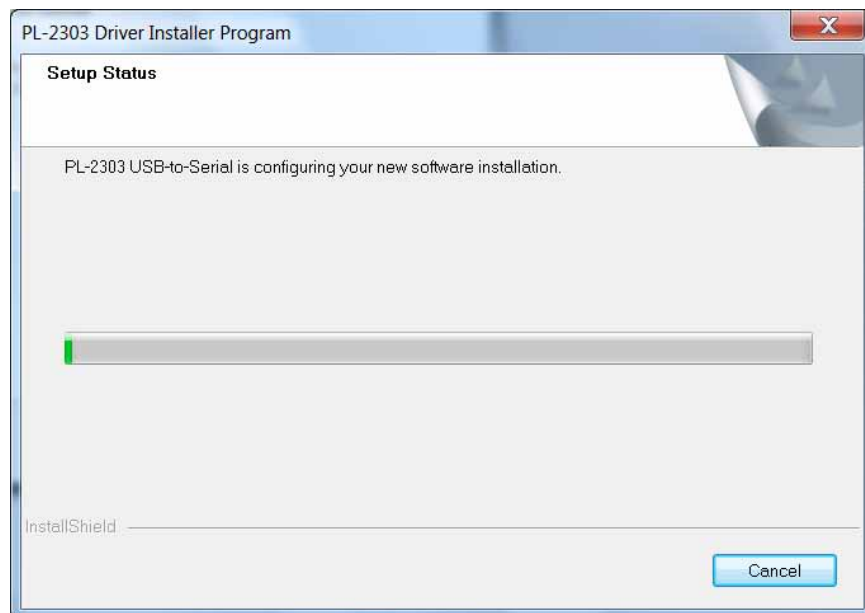 PL-2303 Driver Installer Program
Setup Status
PL-2303 USB-to-Serial is configuring your new software installation.
InstallShield
Cancel